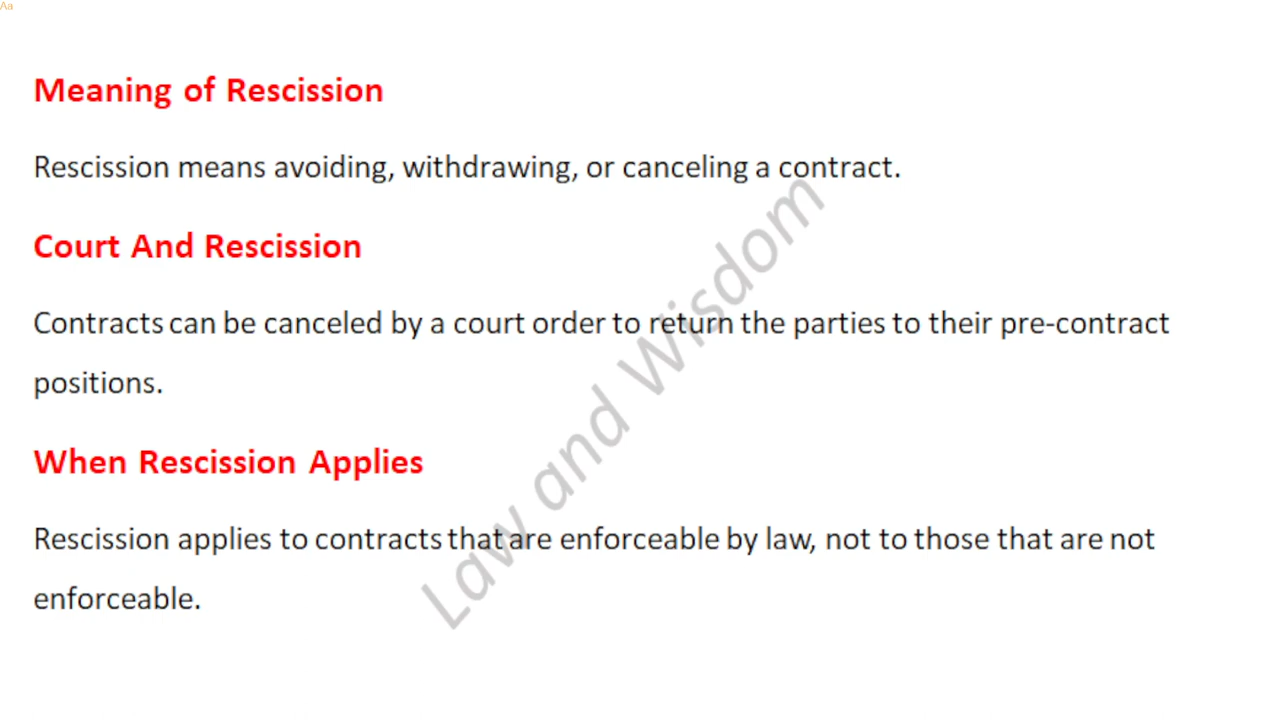 Aa
Meaning of Rescission
Rescission means avoiding, withdrawing, or canceling a contract.
Court And Rescission
Contracts can be canceled by a court order to return the parties to their pre-contract
positions.
When Rescission Applies
Rescission applies to contracts that are enforceable by law, not to those that are not
enforceable.
Law and Wisdom